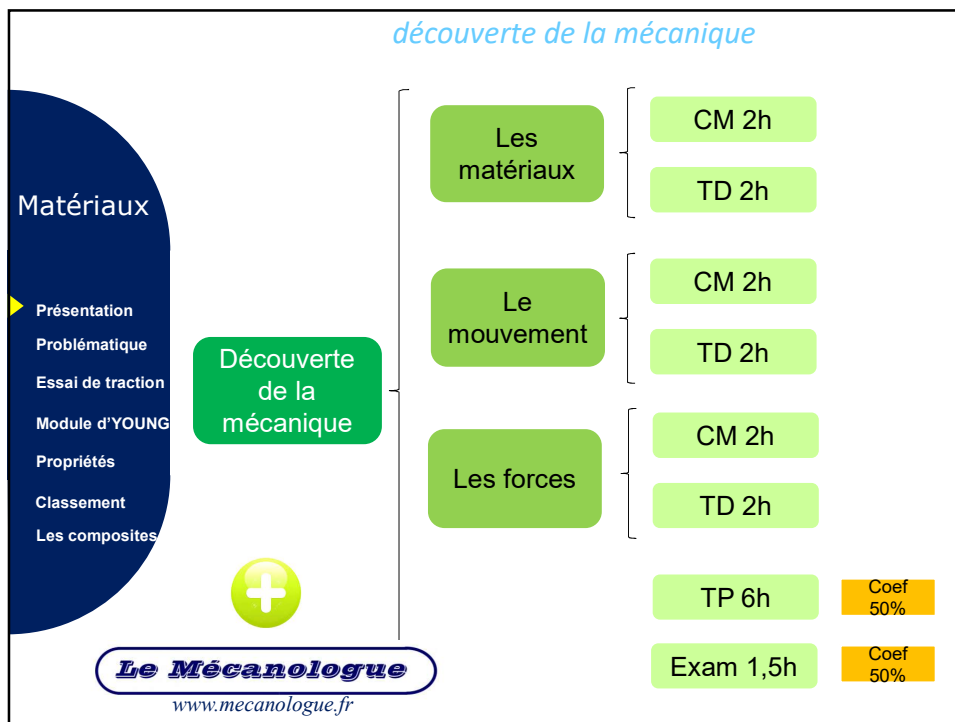 découverte de la mécanique
Matériaux
Présentation
Problématique
Essai de traction
Module d'YOUNG
Propriétés
Classement
Les composites
Découverte
de la
mécanique
Les
matériaux
CM 2h
TD 2h
Le
mouvement
CM 2h
TD 2h
Les forces
CM 2h
TD 2h
TP 6h
Coef
50%
Exam 1,5h
Coef
50%
Le Mécanologue
www.mecanologue.fr